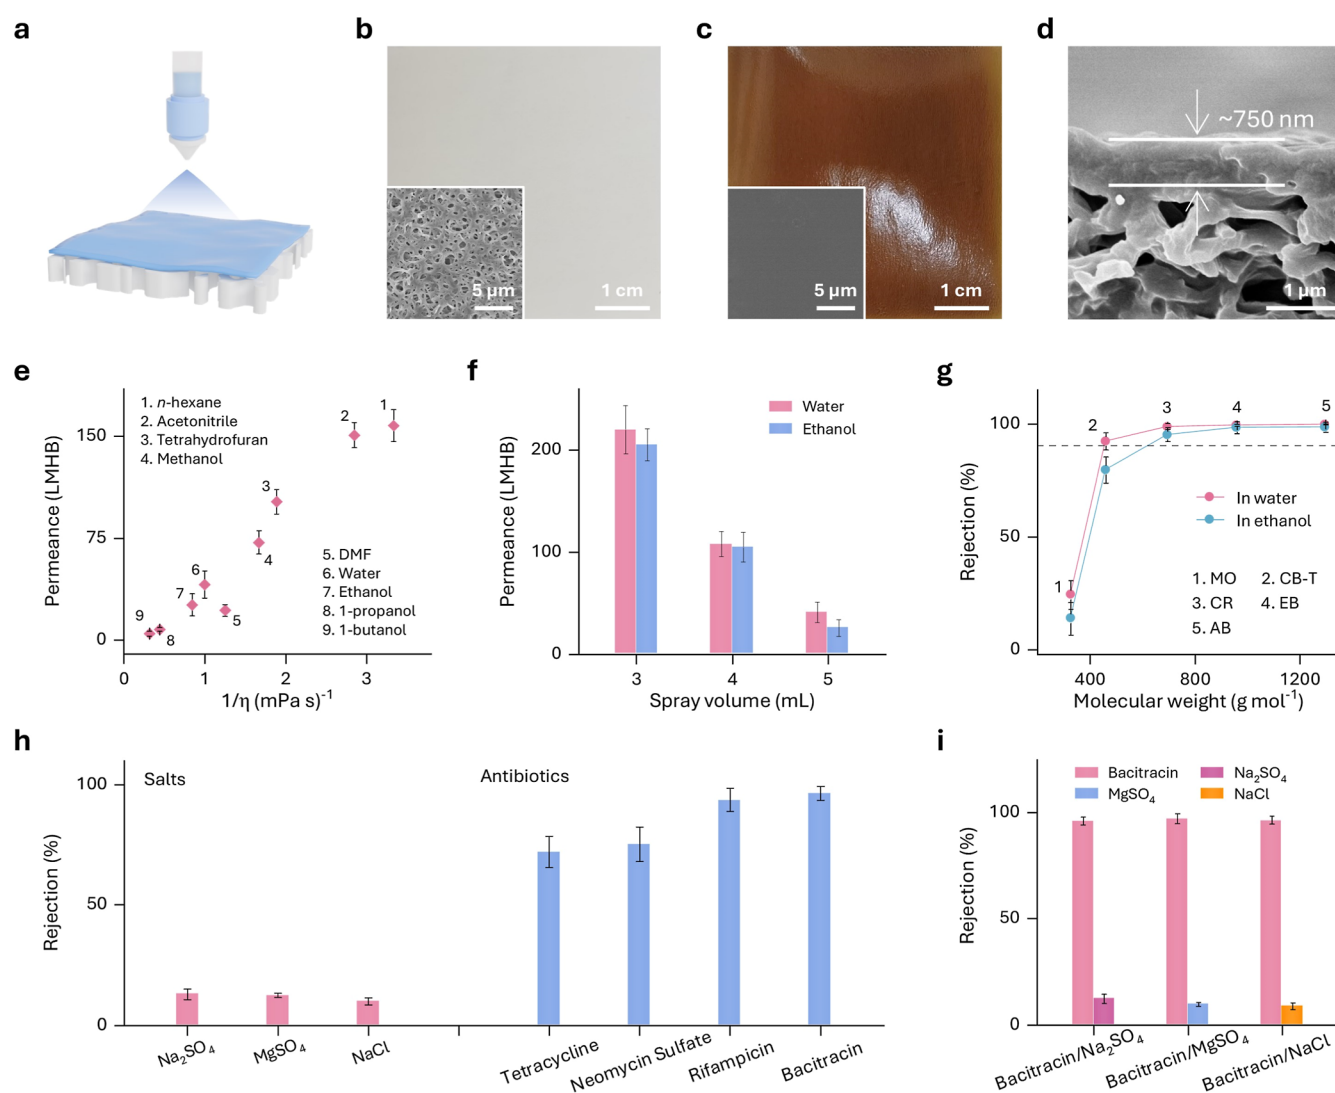 a
b
c
d
5 µm
1 cm
5 µm
1 cm
~750 nm
1 µm
e
Permeance (LMHB)
150
75
0
1. n-hexane
2. Acetonitrile
3. Tetrahydrofuran
4. Methanol
2
1
3
4
6
7
5
9
8
5. DMF
6. Water
7. Ethanol
8. 1-propanol
9. 1-butanol
0
1
2
3
1/η (mPa s)⁻¹
f
Permeance (LMHB)
200
100
0
Water
Ethanol
3
4
5
Spray volume (mL)
g
Rejection (%)
100
50
0
1
2
3
4
5
In water
In ethanol
1. MO 2. CB-T
3. CR 4. EB
5. AB
400
800
1200
Molecular weight (g mol⁻¹)
h
Rejection (%)
100
50
0
Salts
Antibiotics
Na₂SO₄
MgSO₄
NaCl
Tetracycline
Neomycin Sulfate
Rifampicin
Bacitracin
i
Rejection (%)
100
50
0
Bacitracin
Na₂SO₄
MgSO₄
NaCl
Bacitracin/Na₂SO₄
Bacitracin/MgSO₄
Bacitracin/NaCl